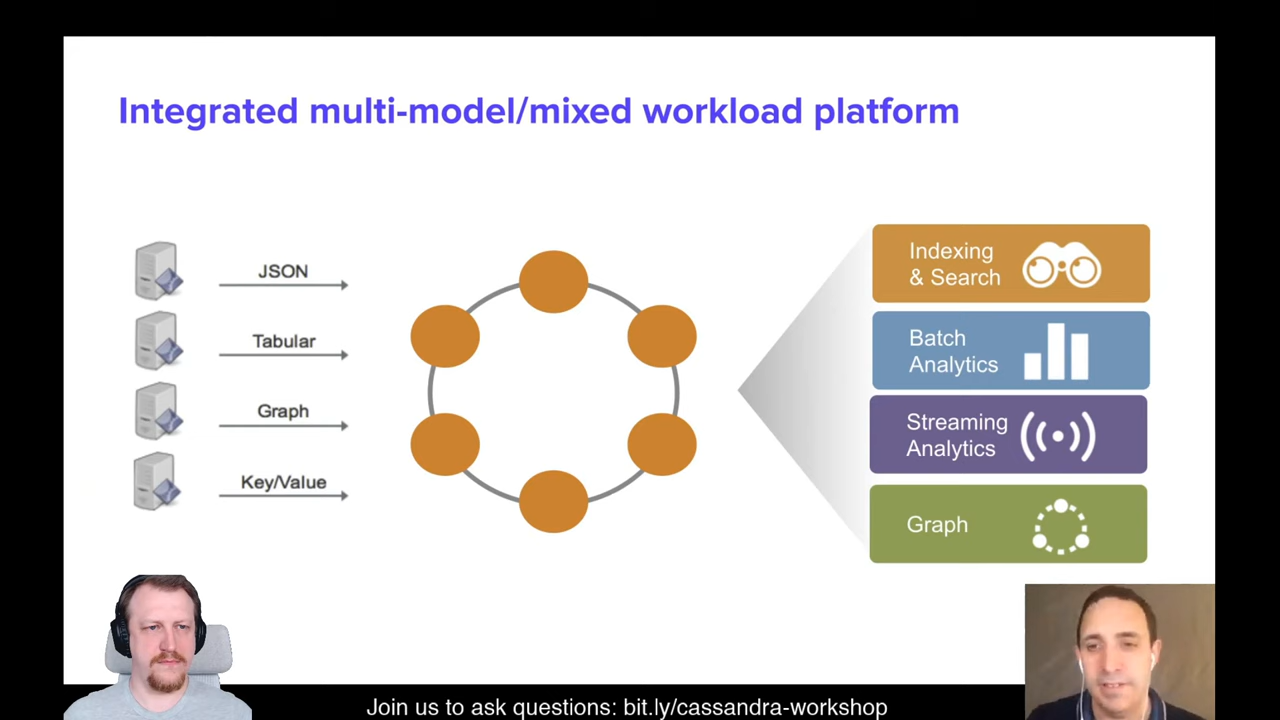 Integrated multi-model/mixed workload platform
JSON
Tabular
Graph
Key/Value
Indexing
& Search
Batch
Analytics
Streaming
Analytics
Graph
Join us to ask questions: bit.ly/cassandra-workshop